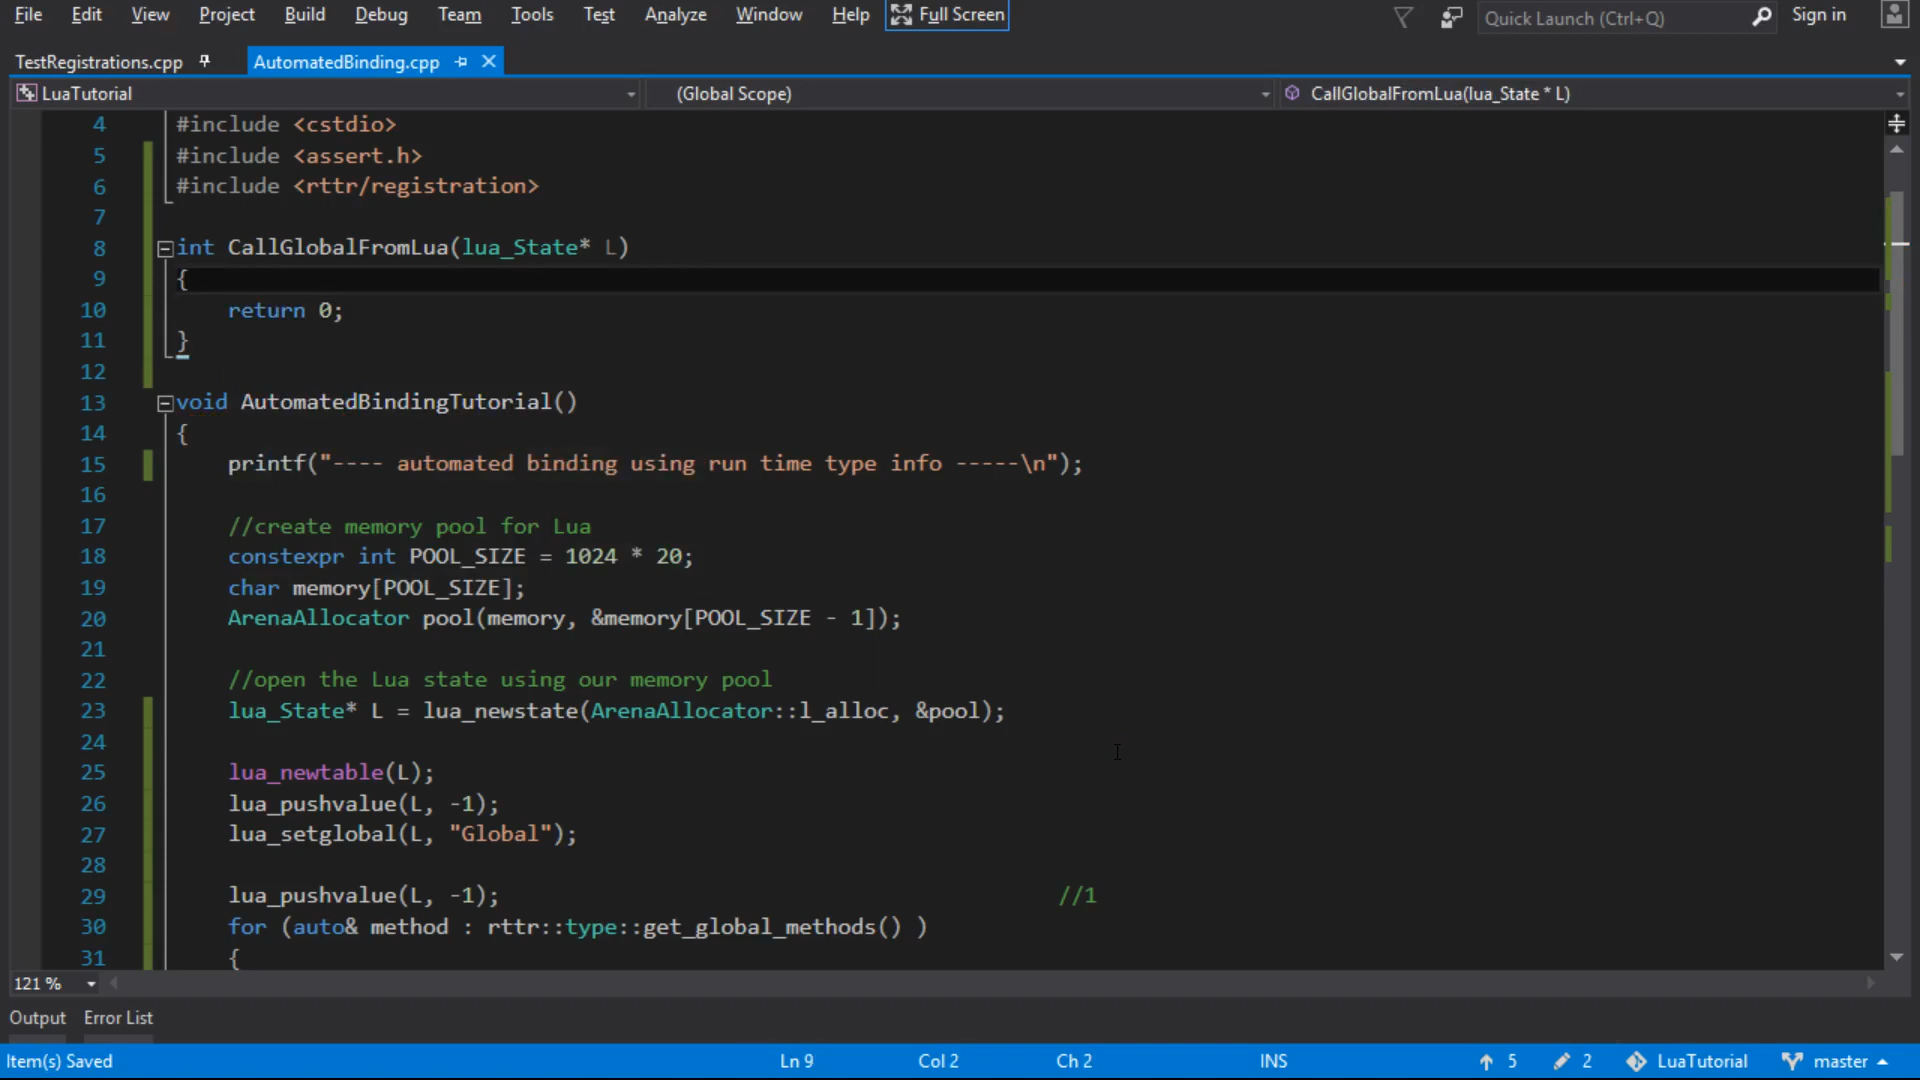 File Edit View Project Build Debug Team Tools Test Analyze Window Help Full Screen Quick Launch (Ctrl+Q) Sign in
TestRegistrations.cpp AutomatedBinding.cpp
LuaTutorial (Global Scope) CallGlobalFromLua(lua_State * L)
4 #include <cstdio>
5 #include <assert.h>
6 #include <rttr/registration>
7
8 int CallGlobalFromLua(lua_State* L)
9 {
10 return 0;
11 }
12
13 void AutomatedBindingTutorial()
14 {
15 printf("---- automated binding using run time type info -----\n");
16
17 //create memory pool for Lua
18 constexpr int POOL_SIZE = 1024 * 20;
19 char memory[POOL_SIZE];
20 ArenaAllocator pool(memory, &memory[POOL_SIZE - 1]);
21
22 //open the Lua state using our memory pool
23 lua_State* L = lua_newstate(ArenaAllocator::l_alloc, &pool);
24
25 lua_newtable(L);
26 lua_pushvalue(L, -1);
27 lua_setglobal(L, "Global");
28
29 lua_pushvalue(L, -1); //1
30 for (auto& method : rttr::type::get_global_methods() )
31 {
121 %
Output Error List
Item(s) Saved Ln 9 Col 2 Ch 2 INS 5 2 LuaTutorial master